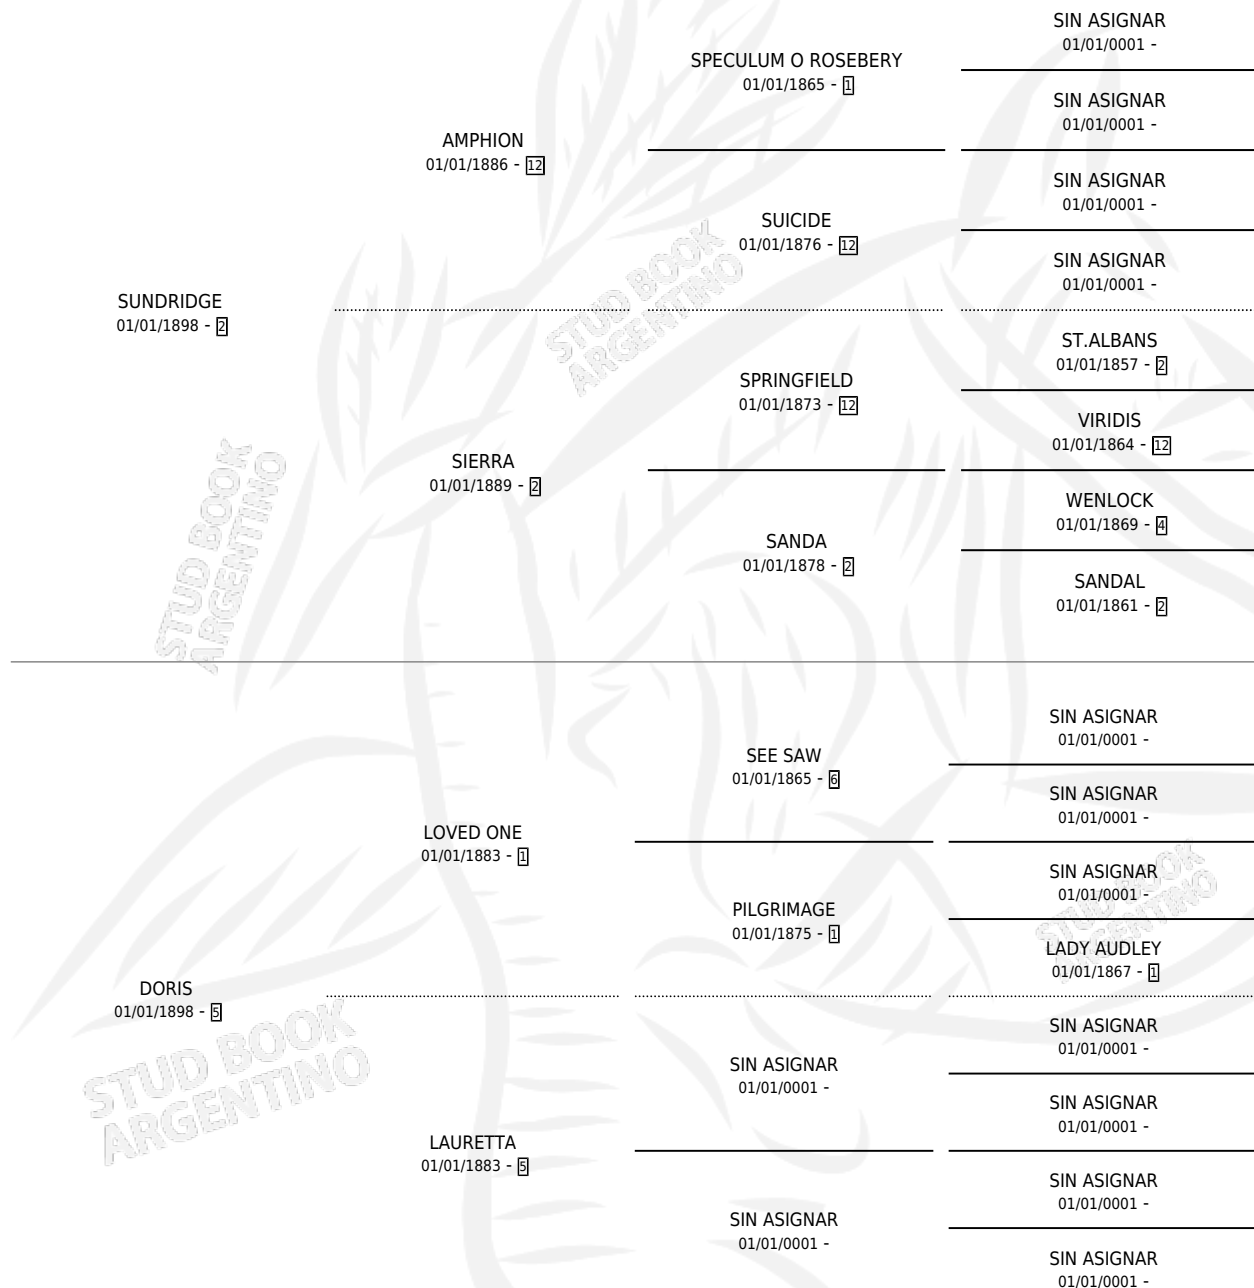 SUNDRIDGE
01/01/1898 - 2
AMPHION
01/01/1886 - 12
SPECULUM O ROSEBERY
01/01/1865 - 1
SIN ASIGNAR
01/01/0001 -
SIN ASIGNAR
01/01/0001 -
SUICIDE
01/01/1876 - 12
SIN ASIGNAR
01/01/0001 -
SIN ASIGNAR
01/01/0001 -
SIERRA
01/01/1889 - 2
SPRINGFIELD
01/01/1873 - 12
ST.ALBANS
01/01/1857 - 2
VIRIDIS
01/01/1864 - 12
SANDA
01/01/1878 - 2
WENLOCK
01/01/1869 - 4
SANDAL
01/01/1861 - 2
DORIS
01/01/1898 - 5
LOVED ONE
01/01/1883 - 1
SEE SAW
01/01/1865 - 6
SIN ASIGNAR
01/01/0001 -
SIN ASIGNAR
01/01/0001 -
PILGRIMAGE
01/01/1875 - 1
SIN ASIGNAR
01/01/0001 -
LADY AUDLEY
01/01/1867 - 1
LAURETTA
01/01/1883 - 5
SIN ASIGNAR
01/01/0001 -
SIN ASIGNAR
01/01/0001 -
SIN ASIGNAR
01/01/0001 -
SIN ASIGNAR
01/01/0001 -
SIN ASIGNAR
01/01/0001 -
SIN ASIGNAR
01/01/0001 -
STUD BOOK
ARGENTINO
STUD BOOK
ARGENTINO
STUD BOOK
ARGENTINO
STUD BOOK
ARGENTINO